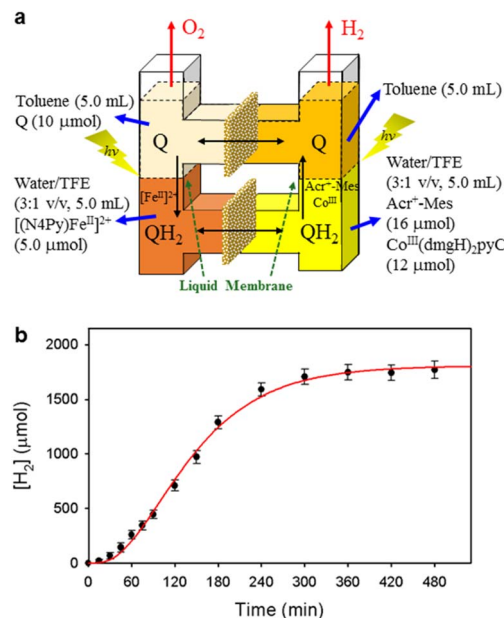 a
O₂
H₂
Toluene (5.0 mL)
Q (10 μmol)
Toluene (5.0 mL)
hν
hν
Q
Q
Water/TFE
(3:1 v/v, 5.0 mL)
[(N4Py)Feᴵᴵ]²⁺
(5.0 μmol)
[Feᴵᴵ]²⁺
Acr⁺-Mes
Coᴵᴵᴵ
QH₂
QH₂
Water/TFE
(3:1 v/v, 5.0 mL)
Acr⁺-Mes
(16 μmol)
Coᴵᴵᴵ(dmgH)₂pyC
(12 μmol)
Liquid Membrane
b
[H₂] (μmol)
2000
1500
1000
500
0
0 60 120 180 240 300 360 420 480
Time (min)